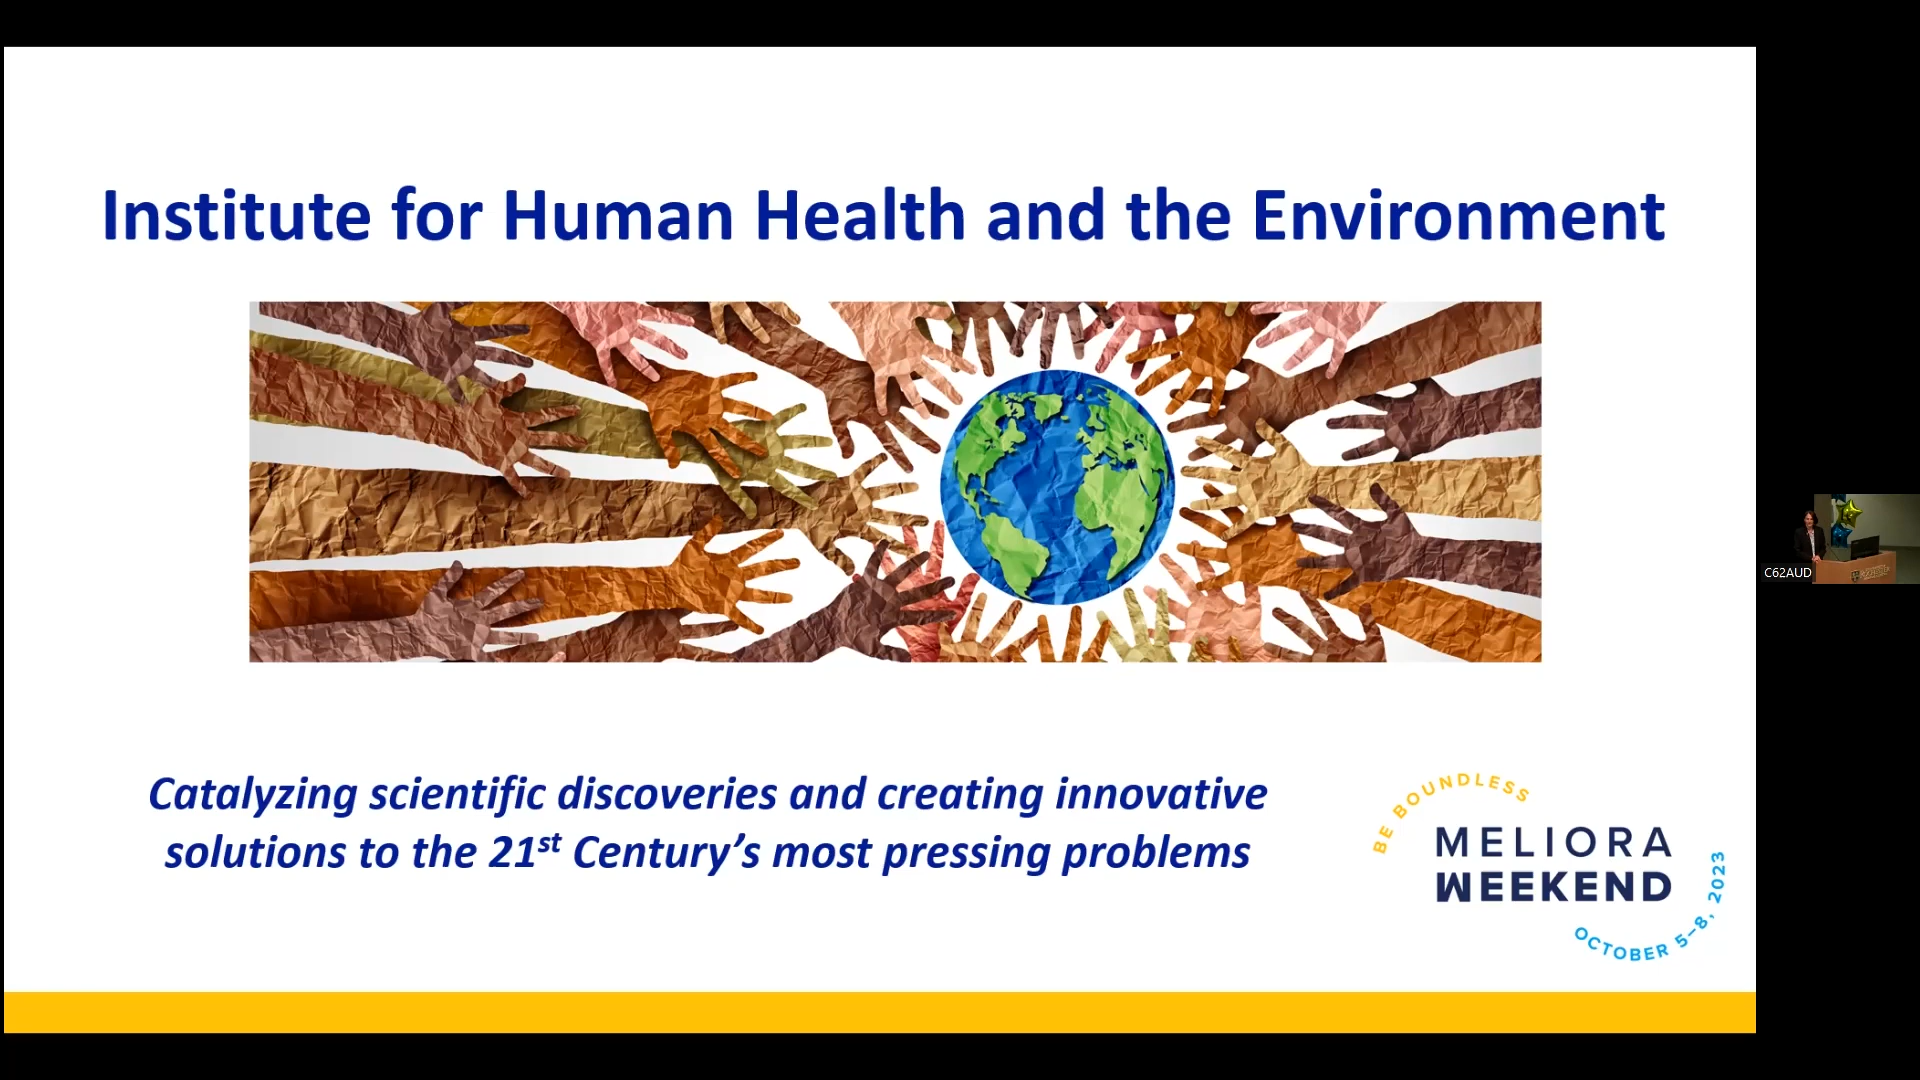 Institute for Human Health and the Environment
Catalyzing scientific discoveries and creating innovative
solutions to the 21st Century’s most pressing problems
BE BOUNDLESS
MELIORA
WEEKEND
OCTOBER 5–8, 2023
C62AUD